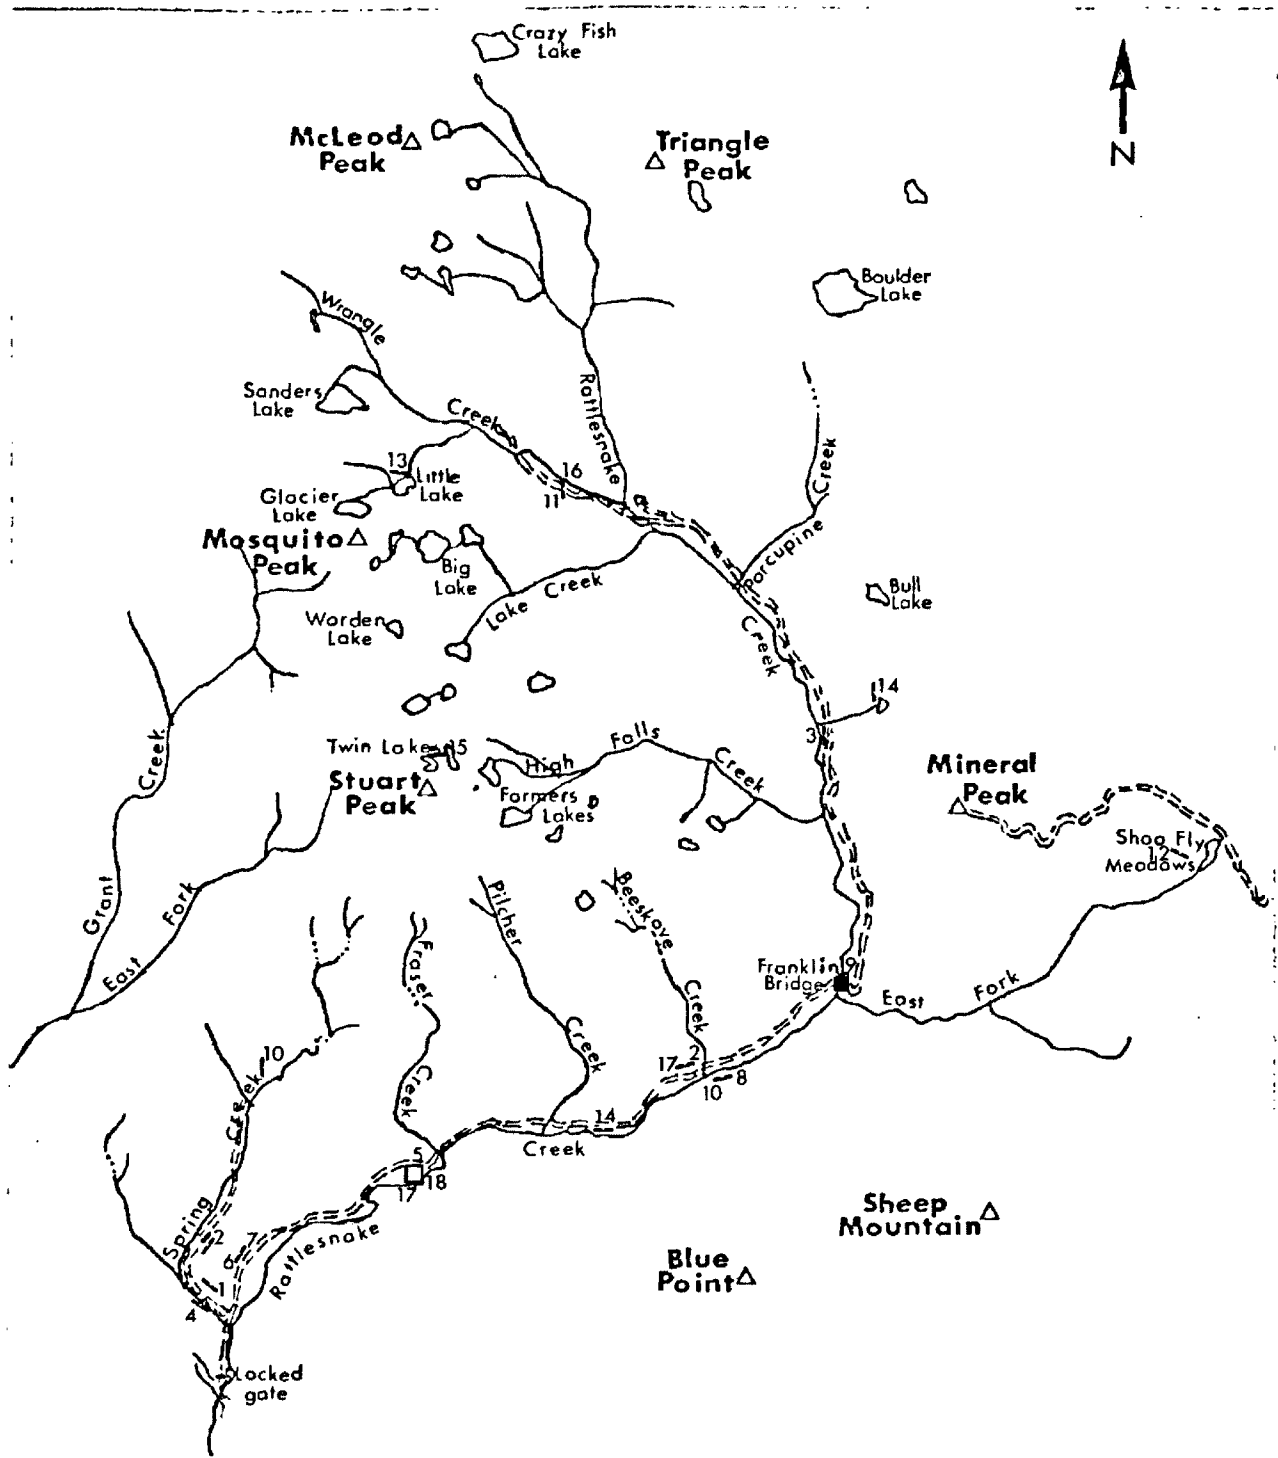 Crazy Fish
Lake
N
McLeod
Peak
Triangle
Peak
Boulder
Lake
Wrangle
Creek
Sanders
Lake
Rattlesnake
13
Little
Lake
16
11
Glacier
Lake
Creek
Porcupine
Mosquito
Peak
Big
Lake
Lake Creek
Bull
Lake
Worden
Lake
Creek
14
3
Grant
Creek
Twin Lakes
15
Stuart
Peak
High
Falls
Creek
Farmers
Lakes
Mineral
Peak
Shoo Fly
12
Meadows
East
Fork
Pilcher
Creek
Beeskove
Creek
Fraser
Creek
Franklin
Bridge
19
East
Fork
10
Spring
Creek
17
2
10
8
14
Creek
5
17
18
2
7
6
1
4
Rattlesnake
Sheep
Mountain
Blue
Point
Locked
gate